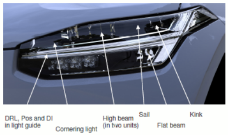 Sail
Kink
DRL, Pos and DI
in light guide
High beam
(in two units)
Flat beam
Cornering light